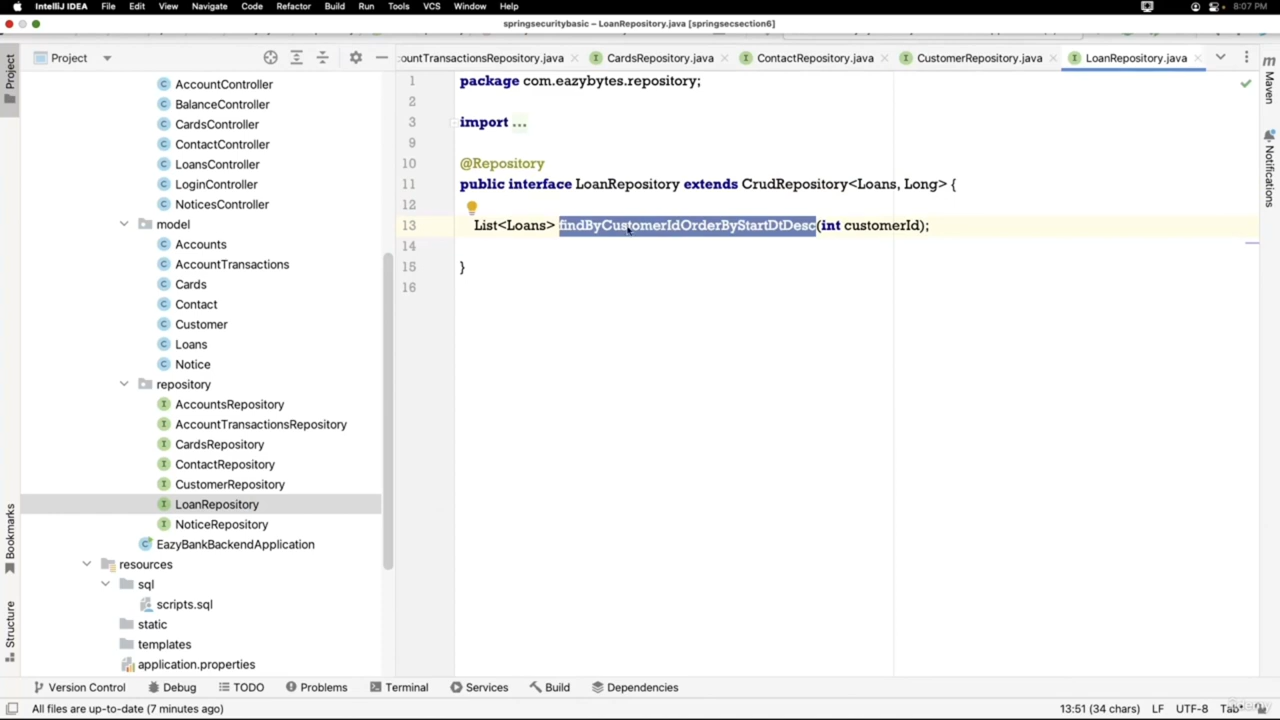 IntelliJ IDEA File Edit View Navigate Code Refactor Build Run Tools VCS Window Help 8:07 PM
springsecuritybasic – LoanRepository.java [springsecsection6]
Project
ountTransactionsRepository.java CardsRepository.java ContactRepository.java CustomerRepository.java LoanRepository.java
Project
Bookmarks
Structure
AccountController
BalanceController
CardsController
ContactController
LoansController
LoginController
NoticesController
model
Accounts
AccountTransactions
Cards
Contact
Customer
Loans
Notice
repository
AccountsRepository
AccountTransactionsRepository
CardsRepository
ContactRepository
CustomerRepository
LoanRepository
NoticeRepository
EazyBankBackendApplication
resources
sql
scripts.sql
static
templates
application.properties
1 package com.eazybytes.repository;
2
3 import ...
9
10 @Repository
11 public interface LoanRepository extends CrudRepository<Loans, Long> {
12
13 List<Loans> findByCustomerIdOrderByStartDtDesc(int customerId);
14
15 }
16
Maven
Notifications
Version Control Debug TODO Problems Terminal Services Build Dependencies
All files are up-to-date (7 minutes ago) 13:51 (34 chars) LF UTF-8 Tab*
Udemy